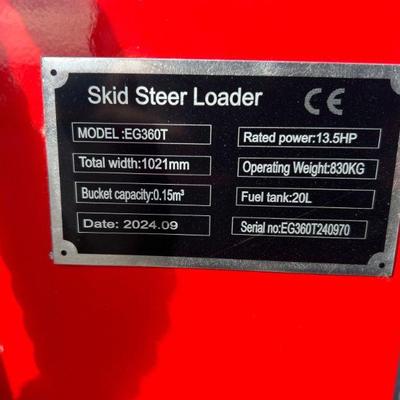 Skid Steer Loader CE
MODEL:EG360T
Rated power:13.5HP
Total width:1021mm
Operating Weight:830KG
Bucket capacity:0.15m³
Fuel tank:20L
Date: 2024.09
Serial no:EG360T240970